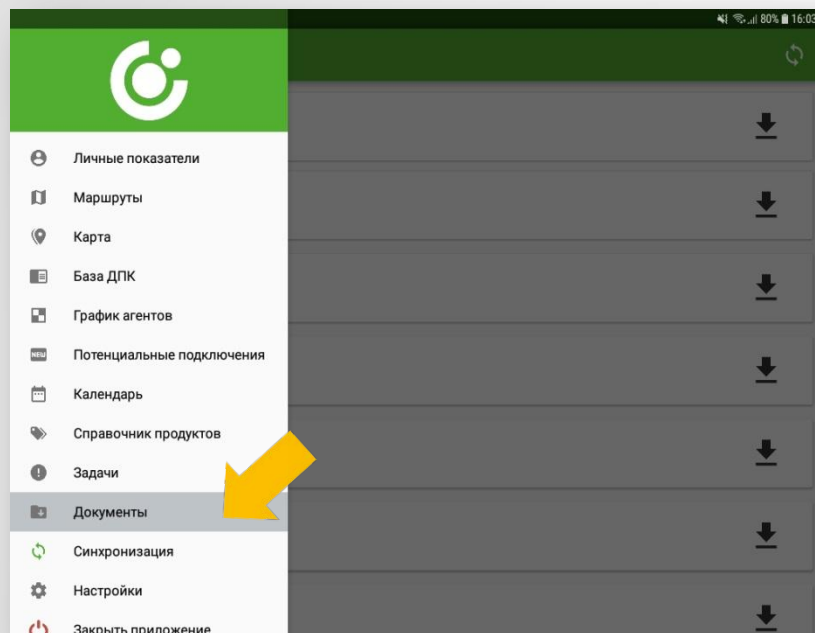 80% 16:03
Личные показатели
Маршруты
Карта
База ДПК
График агентов
NEW
Потенциальные подключения
Календарь
Справочник продуктов
Задачи
Документы
Синхронизация
Настройки
Закрыть приложение